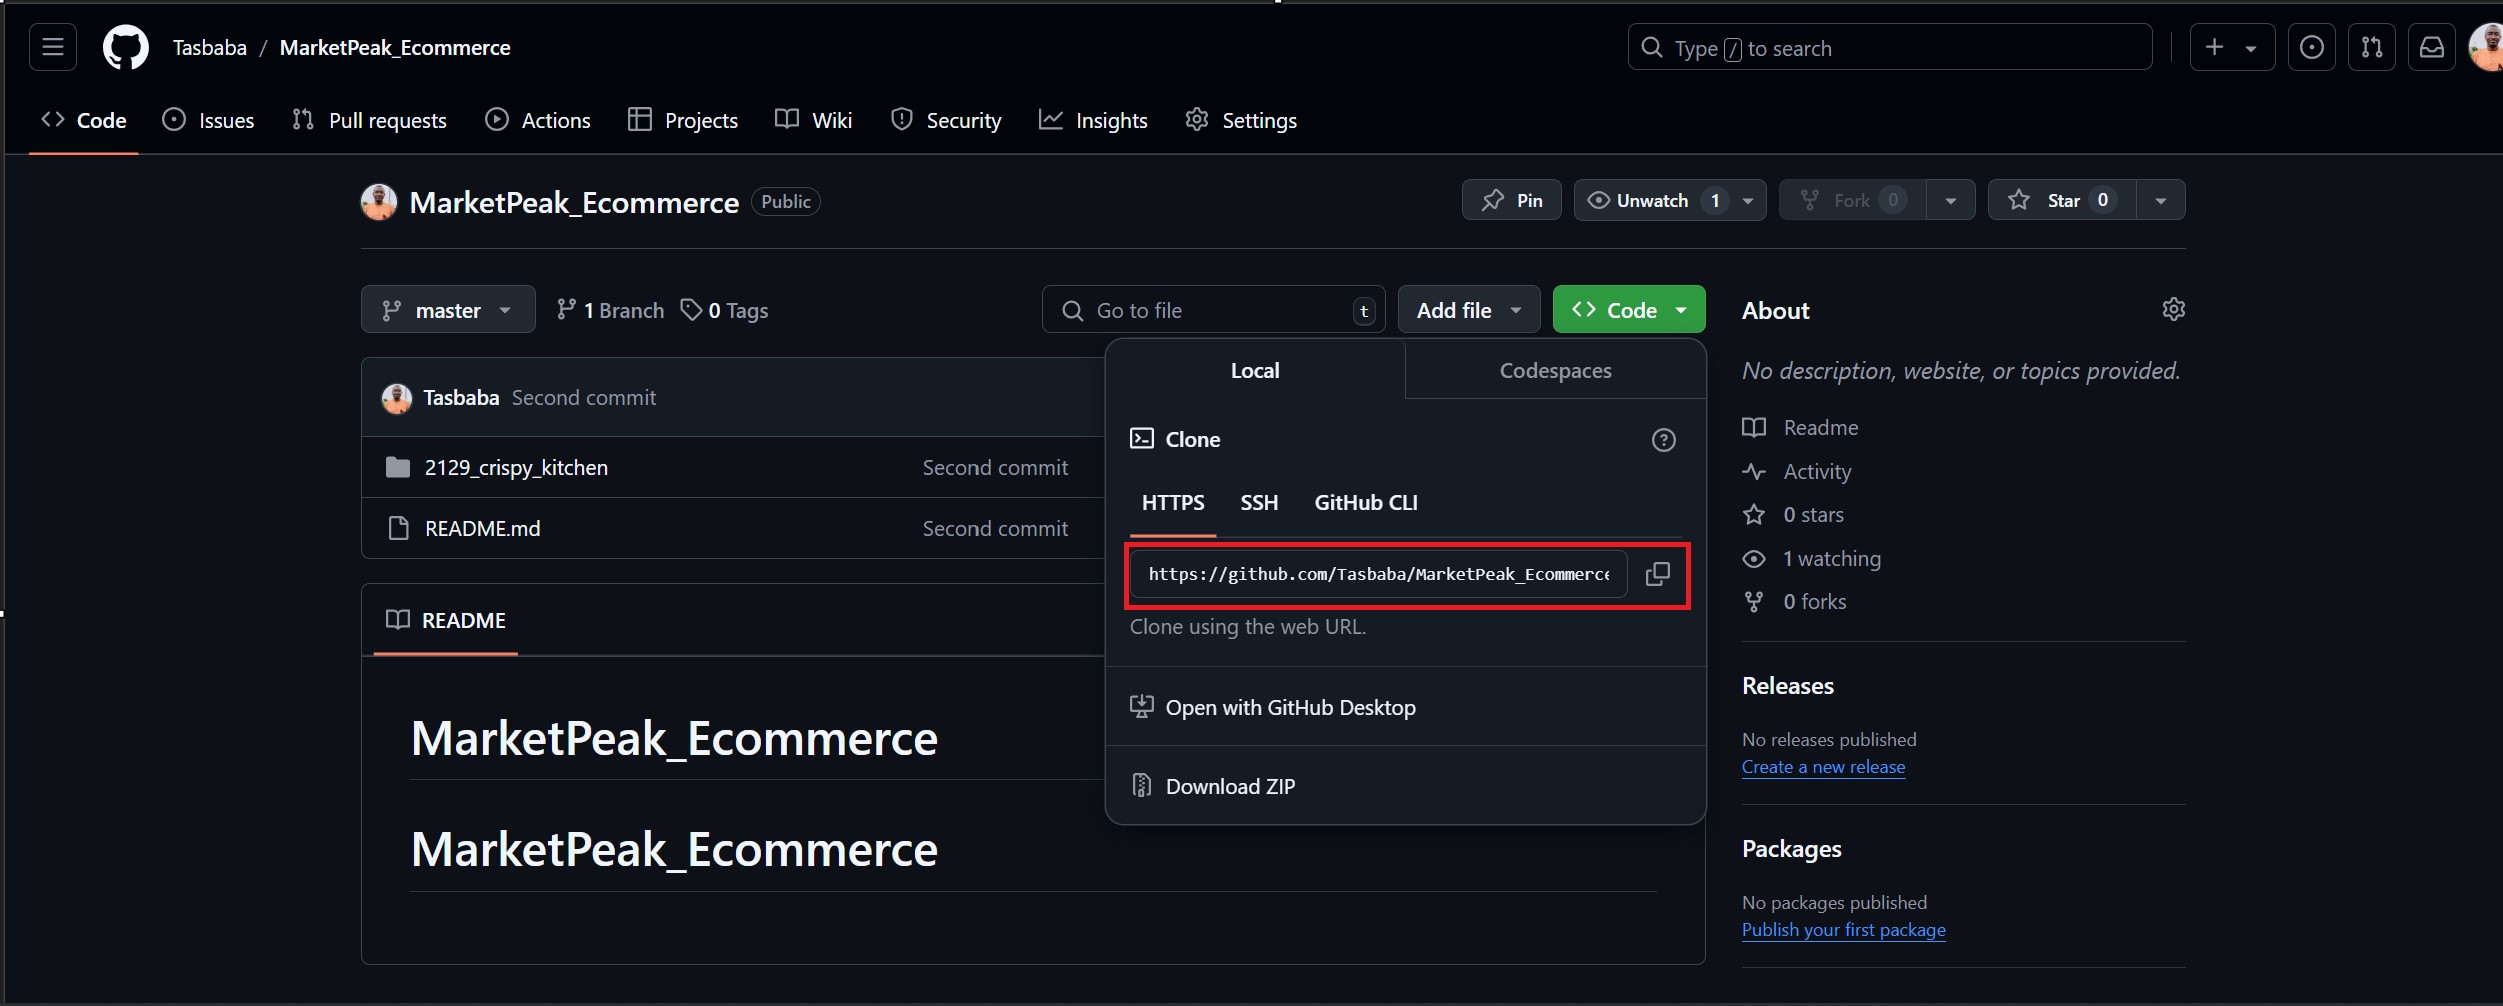 Tasbaba / MarketPeak_Ecommerce
Type / to search
Code Issues Pull requests Actions Projects Wiki Security Insights Settings
MarketPeak_Ecommerce Public
Pin
Unwatch 1
Fork 0
Star 0
master
1 Branch
0 Tags
Go to file t
Add file
Code
Tasbaba Second commit
2129_crispy_kitchen Second commit
README.md Second commit
README
MarketPeak_Ecommerce
MarketPeak_Ecommerce
Local Codespaces
Clone
HTTPS SSH GitHub CLI
https://github.com/Tasbaba/MarketPeak_Ecommerce
Clone using the web URL.
Open with GitHub Desktop
Download ZIP
About
No description, website, or topics provided.
Readme
Activity
0 stars
1 watching
0 forks
Releases
No releases published
Create a new release
Packages
No packages published
Publish your first package